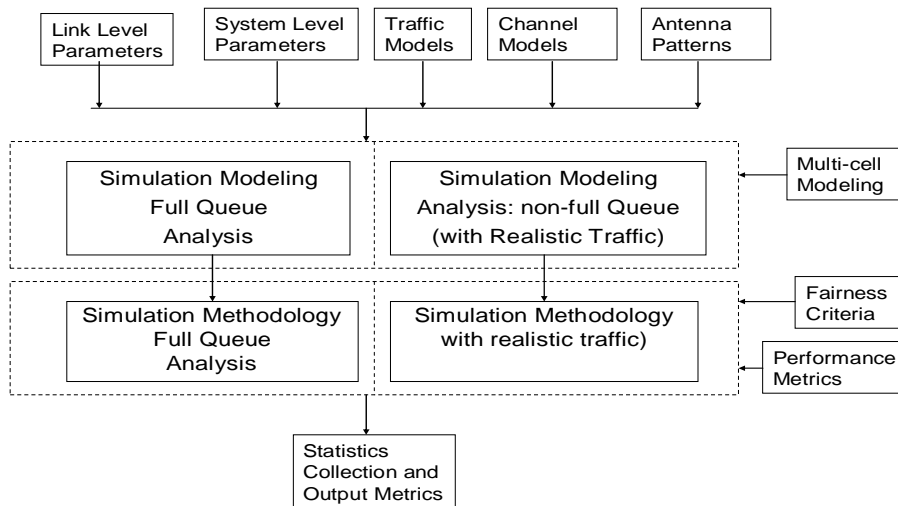 Link Level
Parameters
System Level
Parameters
Traffic
Models
Channel
Models
Antenna
Patterns
Simulation Modeling
Full Queue
Analysis
Simulation Modeling
Analysis: non-full Queue
(with Realistic Traffic)
Multi-cell
Modeling
Simulation Methodology
Full Queue
Analysis
Simulation Methodology
with realistic traffic)
Fairness
Criteria
Performance
Metrics
Statistics
Collection and
Output Metrics